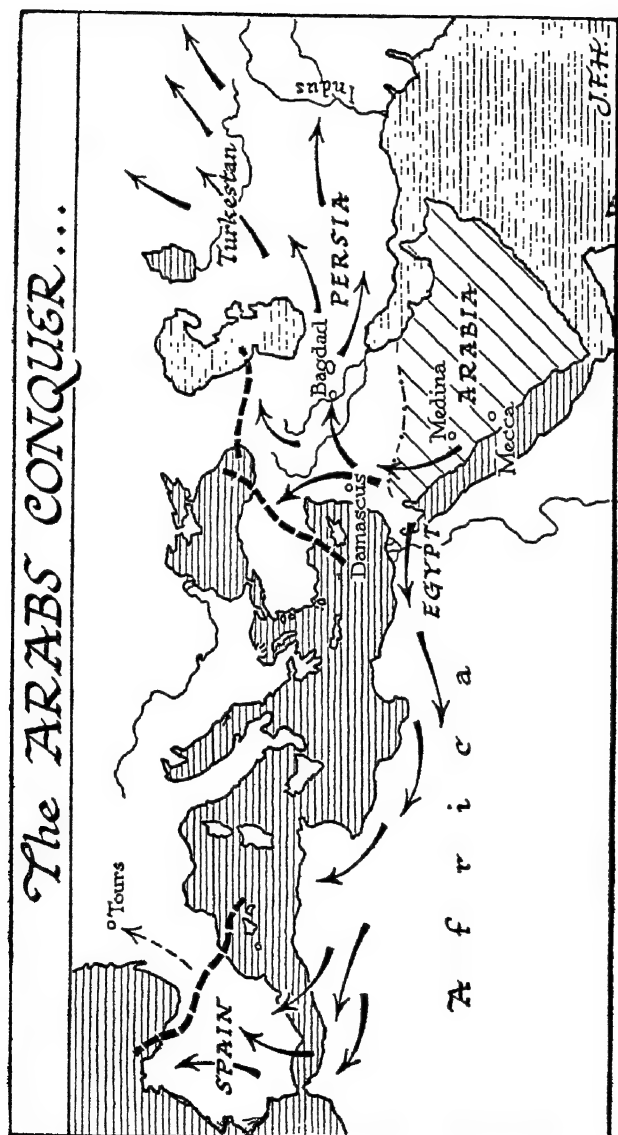 The ARABS CONQUER...
Tours
SPAIN
Africa
EGYPT
Damascus
Medina
Mecca
ARABIA
Bagdad
PERSIA
Turkestan
Indus
J.F.H.